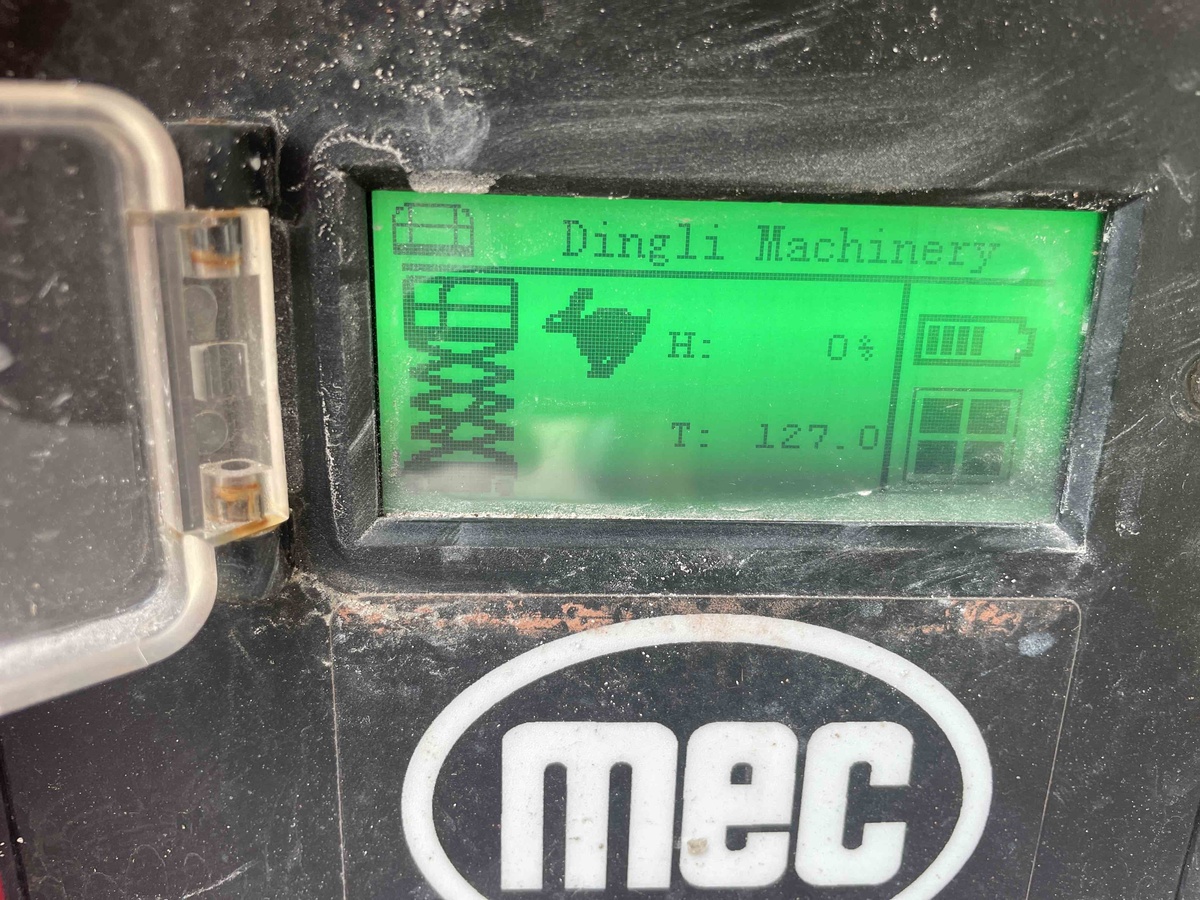 Dingli Machinery
H: 0%
T: 127.0
mec